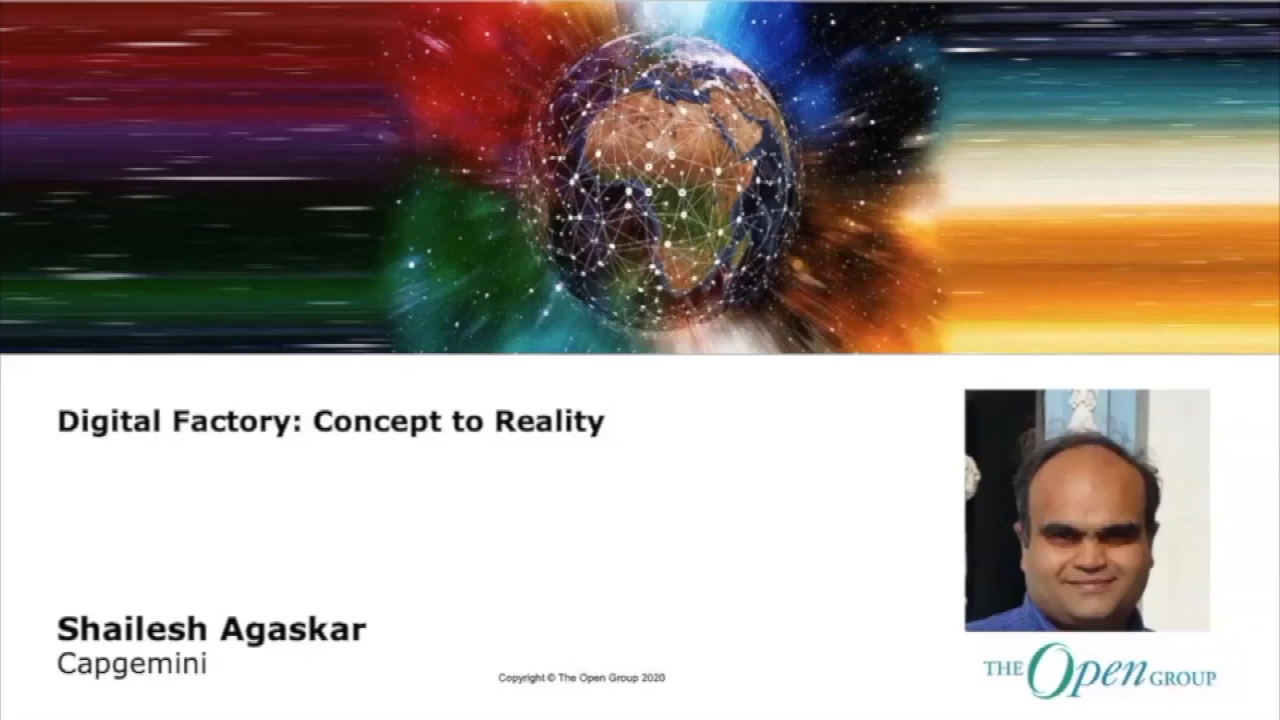 Digital Factory: Concept to Reality
Shailesh Agaskar
Capgemini
Copyright © The Open Group 2020
THE Open GROUP